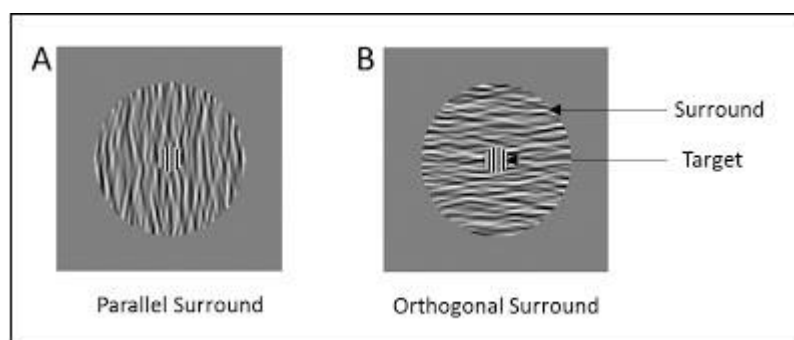 A
B
Surround
Target
Parallel Surround
Orthogonal Surround